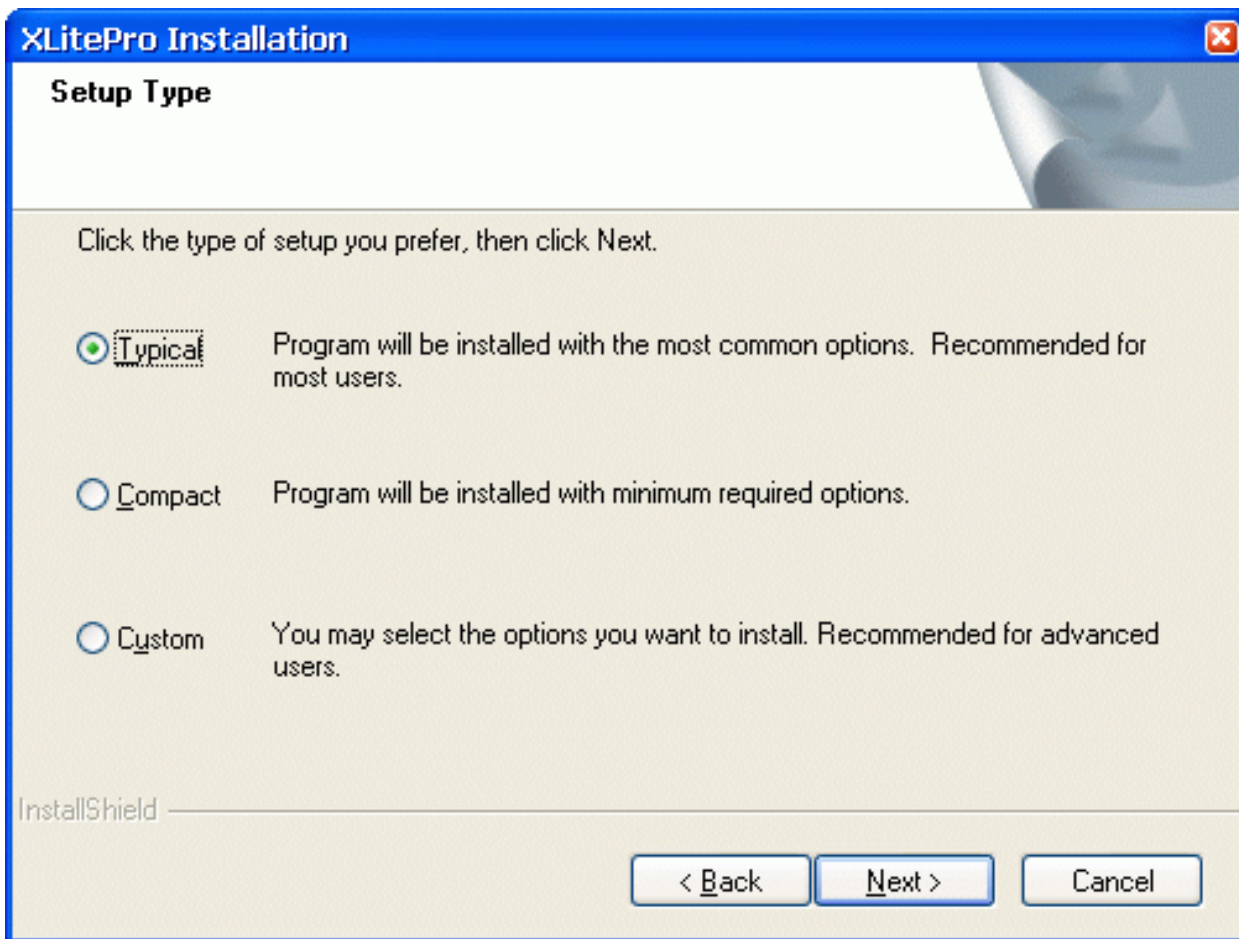 XLitePro Installation
Setup Type
Click the type of setup you prefer, then click Next.
Typical
Program will be installed with the most common options.  Recommended for
most users.
Compact
Program will be installed with minimum required options.
Custom
You may select the options you want to install. Recommended for advanced
users.
InstallShield
< Back
Next >
Cancel